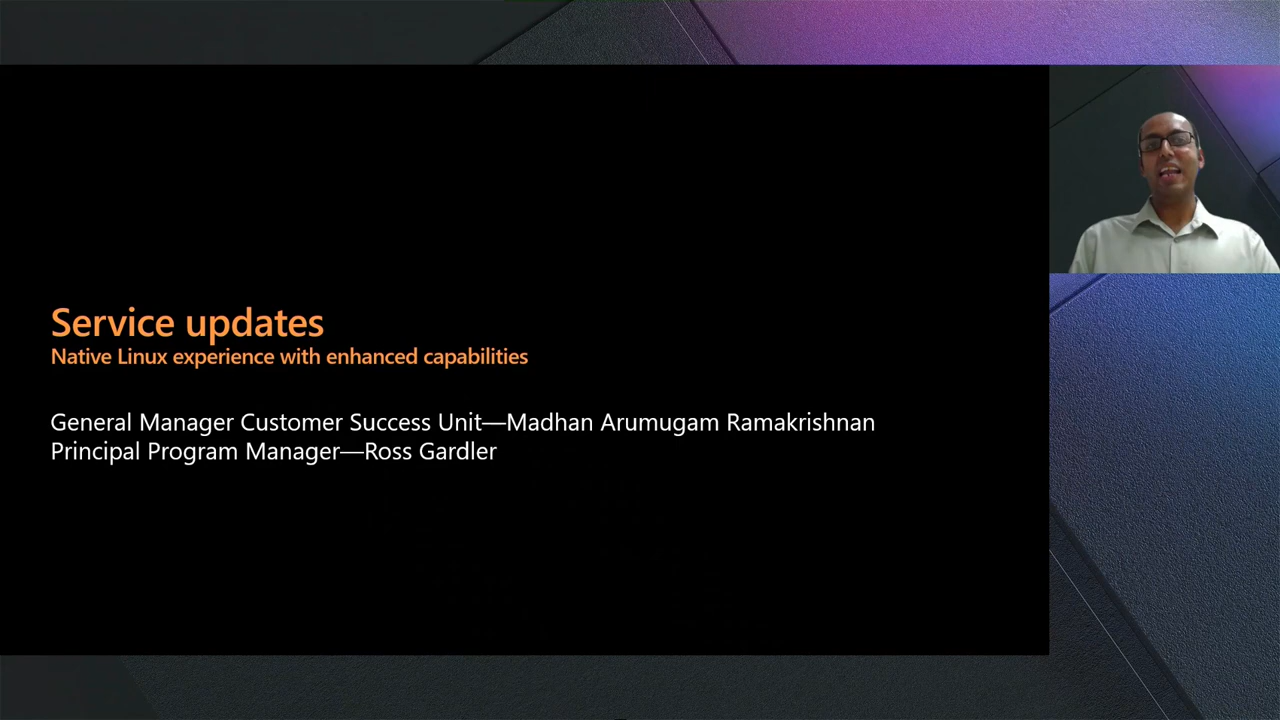 Service updates
Native Linux experience with enhanced capabilities
General Manager Customer Success Unit—Madhan Arumugam Ramakrishnan
Principal Program Manager—Ross Gardler